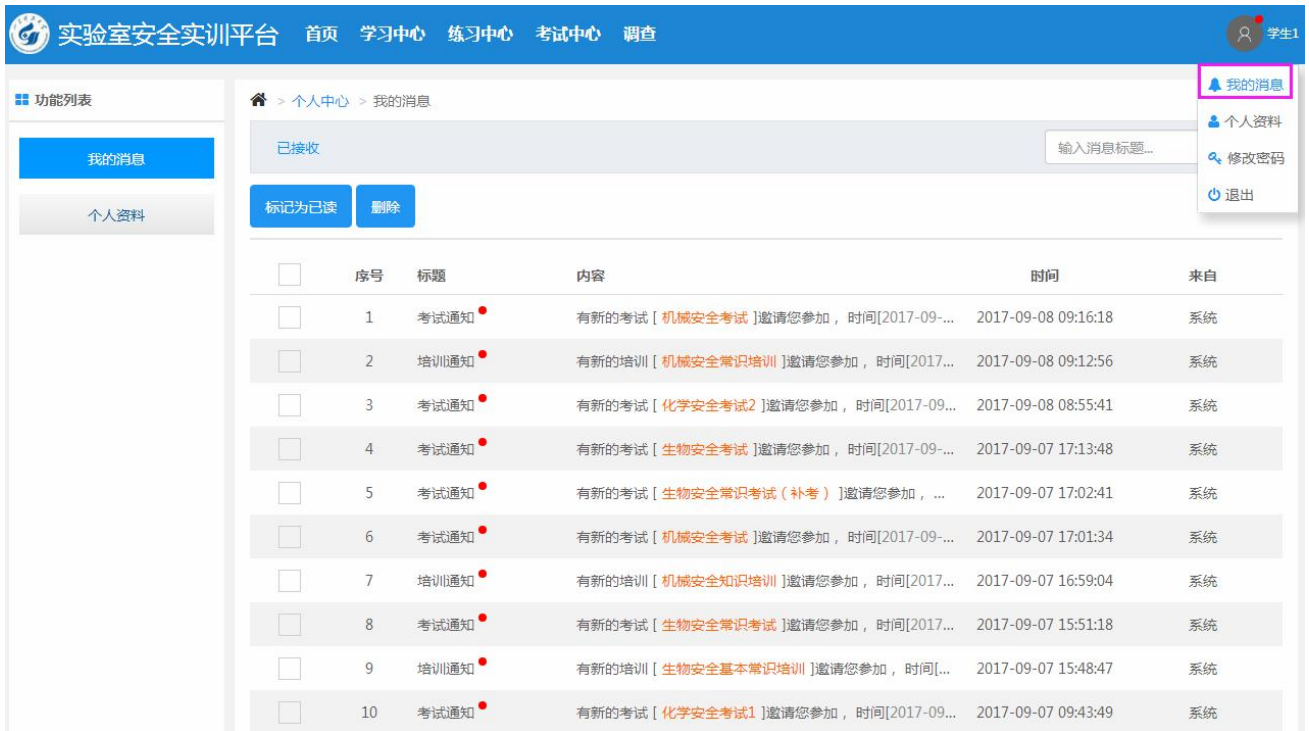 实验室安全实训平台 首页 学习中心 练习中心 考试中心 调查 学生1
我的消息
个人资料
修改密码
退出
功能列表
我的消息
个人资料
> 个人中心 > 我的消息
已接收 输入消息标题...
标记为已读 删除
序号 标题 内容 时间 来自
1 考试通知 有新的考试 [ 机械安全考试 ]邀请您参加，时间[2017-09-... 2017-09-08 09:16:18 系统
2 培训通知 有新的培训 [ 机械安全常识培训 ]邀请您参加，时间[2017... 2017-09-08 09:12:56 系统
3 考试通知 有新的考试 [ 化学安全考试2 ]邀请您参加，时间[2017-09... 2017-09-08 08:55:41 系统
4 考试通知 有新的考试 [ 生物安全考试 ]邀请您参加，时间[2017-09-... 2017-09-07 17:13:48 系统
5 考试通知 有新的考试 [ 生物安全常识考试（补考） ]邀请您参加，... 2017-09-07 17:02:41 系统
6 考试通知 有新的考试 [ 机械安全考试 ]邀请您参加，时间[2017-09-... 2017-09-07 17:01:34 系统
7 培训通知 有新的培训 [ 机械安全知识培训 ]邀请您参加，时间[2017... 2017-09-07 16:59:04 系统
8 考试通知 有新的考试 [ 生物安全常识考试 ]邀请您参加，时间[2017... 2017-09-07 15:51:18 系统
9 培训通知 有新的培训 [ 生物安全基本常识培训 ]邀请您参加，时间[... 2017-09-07 15:48:47 系统
10 考试通知 有新的考试 [ 化学安全考试1 ]邀请您参加，时间[2017-09... 2017-09-07 09:43:49 系统